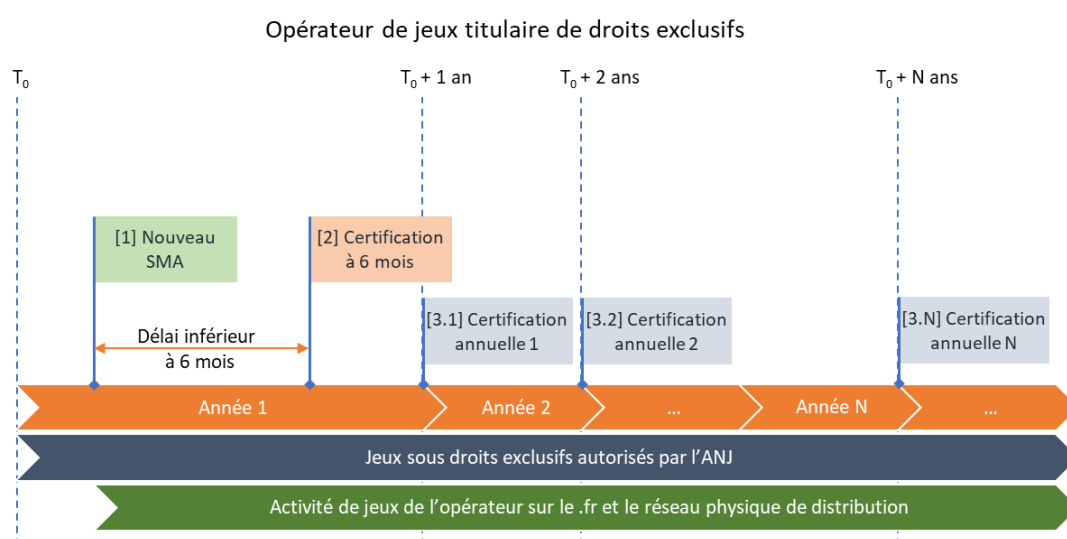 Opérateur de jeux titulaire de droits exclusifs
T₀
T₀ + 1 an
T₀ + 2 ans
T₀ + N ans
[1] Nouveau
SMA
[2] Certification
à 6 mois
[3.1] Certification
annuelle 1
[3.2] Certification
annuelle 2
[3.N] Certification
annuelle N
Délai inférieur
à 6 mois
Année 1
Année 2
...
Année N
...
Jeux sous droits exclusifs autorisés par l’ANJ
Activité de jeux de l’opérateur sur le .fr et le réseau physique de distribution